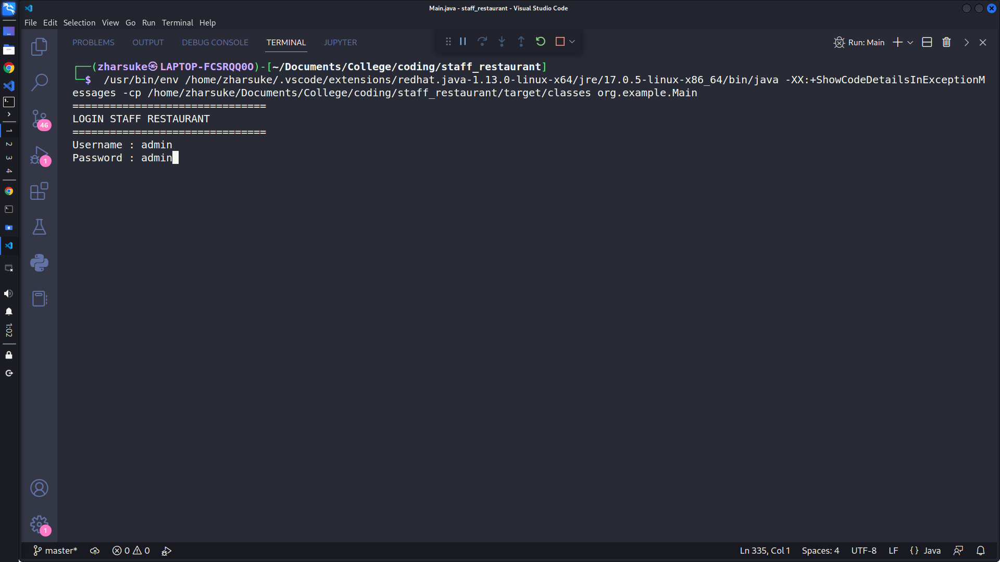 Main.java - staff_restaurant - Visual Studio Code
File Edit Selection View Go Run Terminal Help
PROBLEMS OUTPUT DEBUG CONSOLE TERMINAL JUPYTER
Run: Main
┌──(zharsuke㉿LAPTOP-FCSRQQ0O)-[~/Documents/College/coding/staff_restaurant]
└─$ /usr/bin/env /home/zharsuke/.vscode/extensions/redhat.java-1.13.0-linux-x64/jre/17.0.5-linux-x86_64/bin/java -XX:+ShowCodeDetailsInExceptionM
essages -cp /home/zharsuke/Documents/College/coding/staff_restaurant/target/classes org.example.Main
===============================
LOGIN STAFF RESTAURANT
===============================
Username : admin
Password : admin
46
1
1
1
2
3
4
1:02
master* 0 0
Ln 335, Col 1 Spaces: 4 UTF-8 LF {} Java